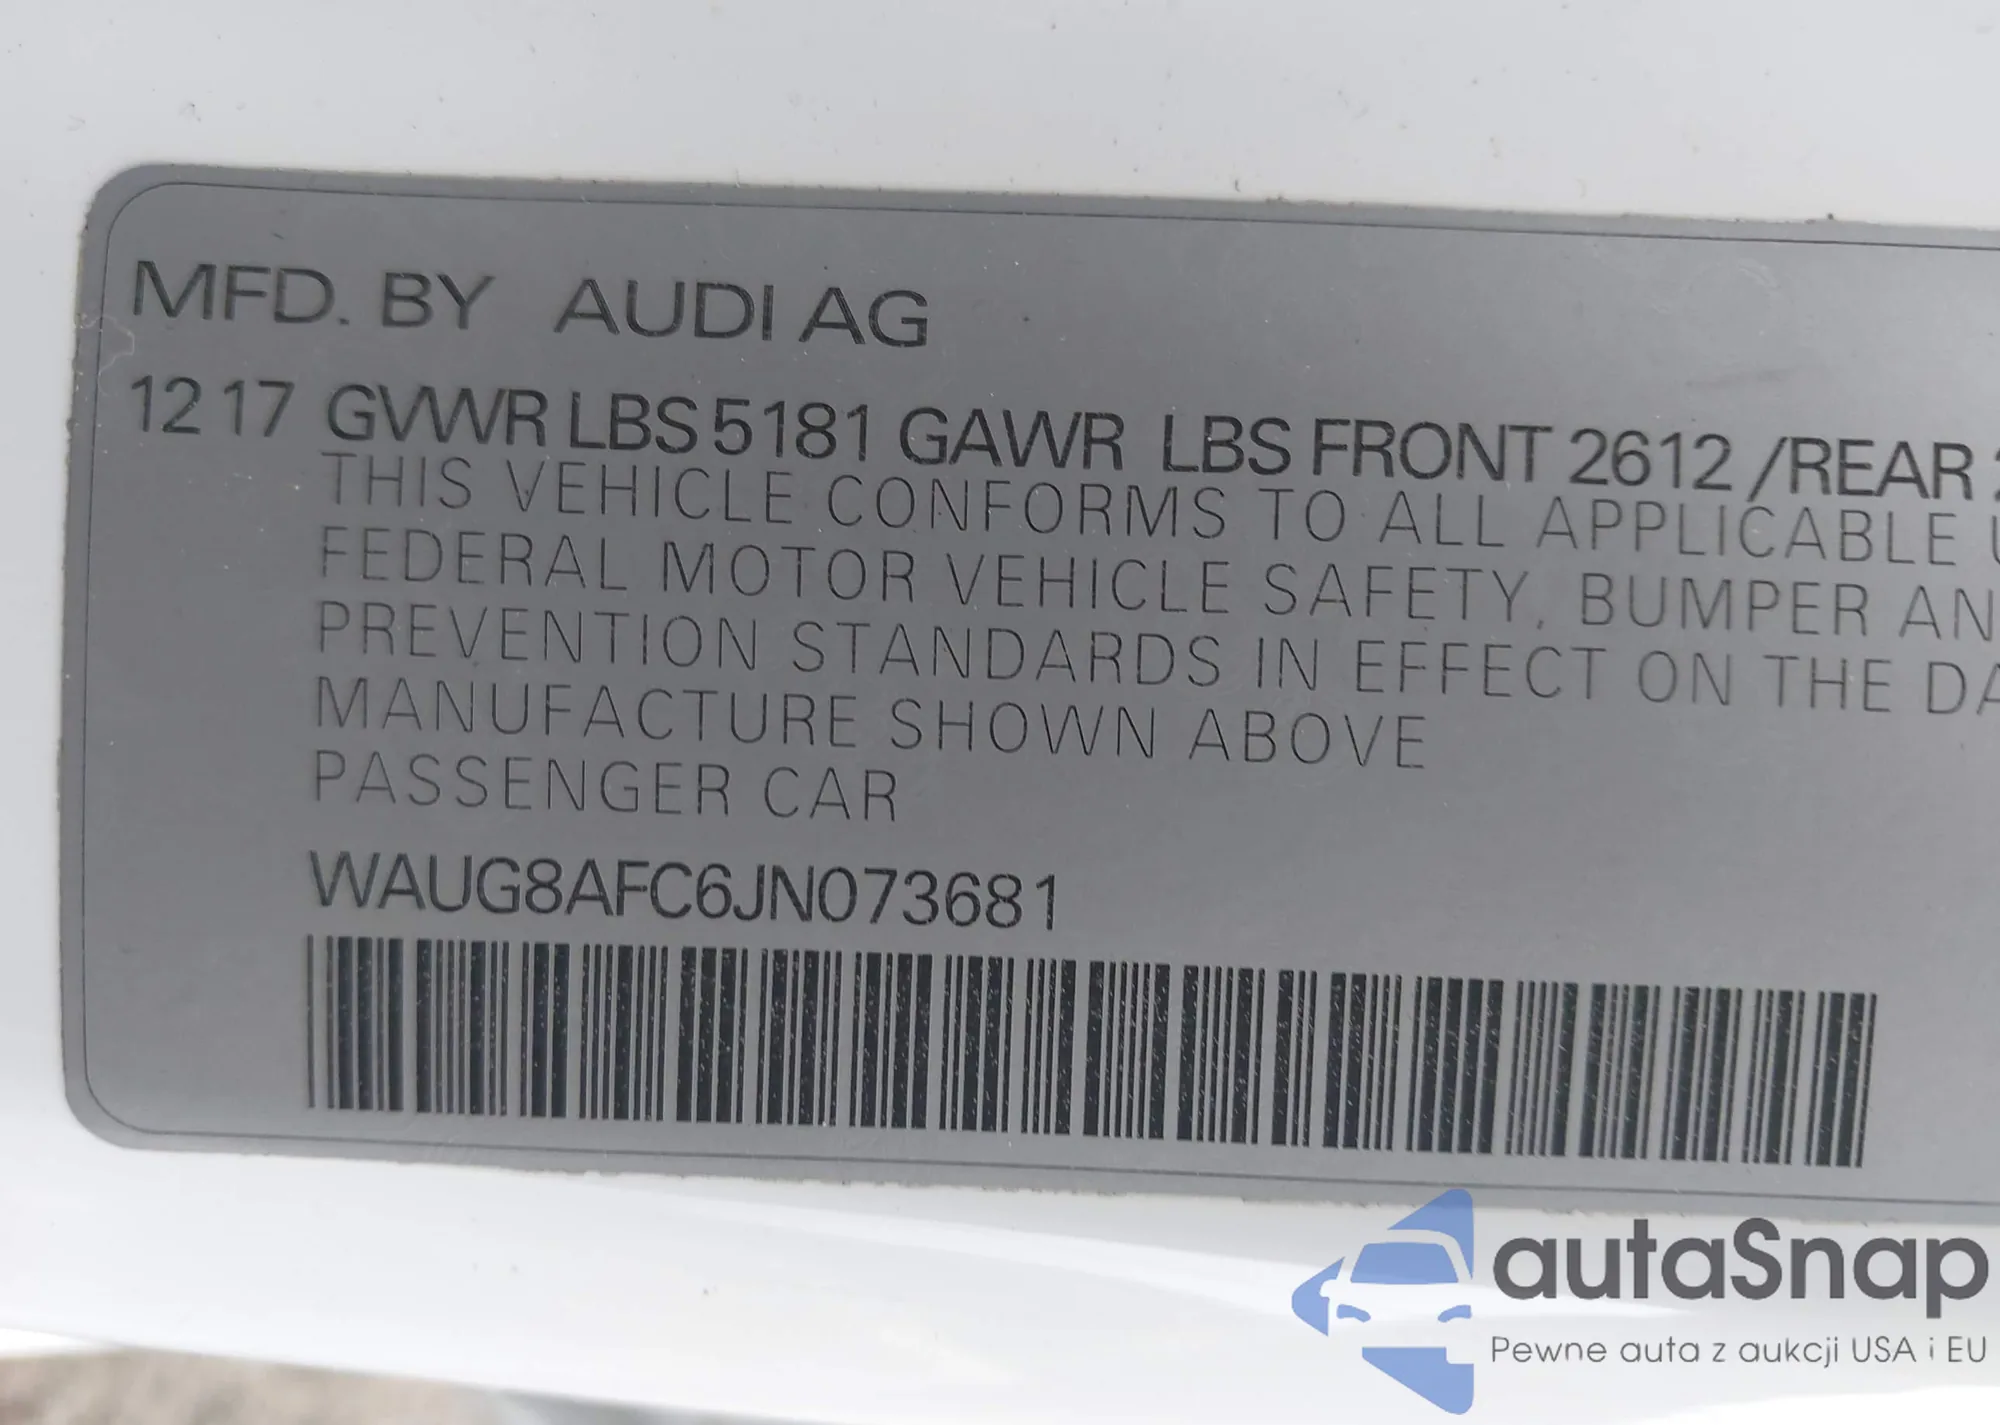 MFD. BY AUDI AG
12 17 GVWR LBS 5181 GAWR LBS FRONT 2612 /REAR
THIS VEHICLE CONFORMS TO ALL APPLICABLE
FEDERAL MOTOR VEHICLE SAFETY, BUMPER AN
PREVENTION STANDARDS IN EFFECT ON THE DA
MANUFACTURE SHOWN ABOVE
PASSENGER CAR
WAUG8AFC6JN073681
autaSnap
Pewne auta z aukcji USA i EU